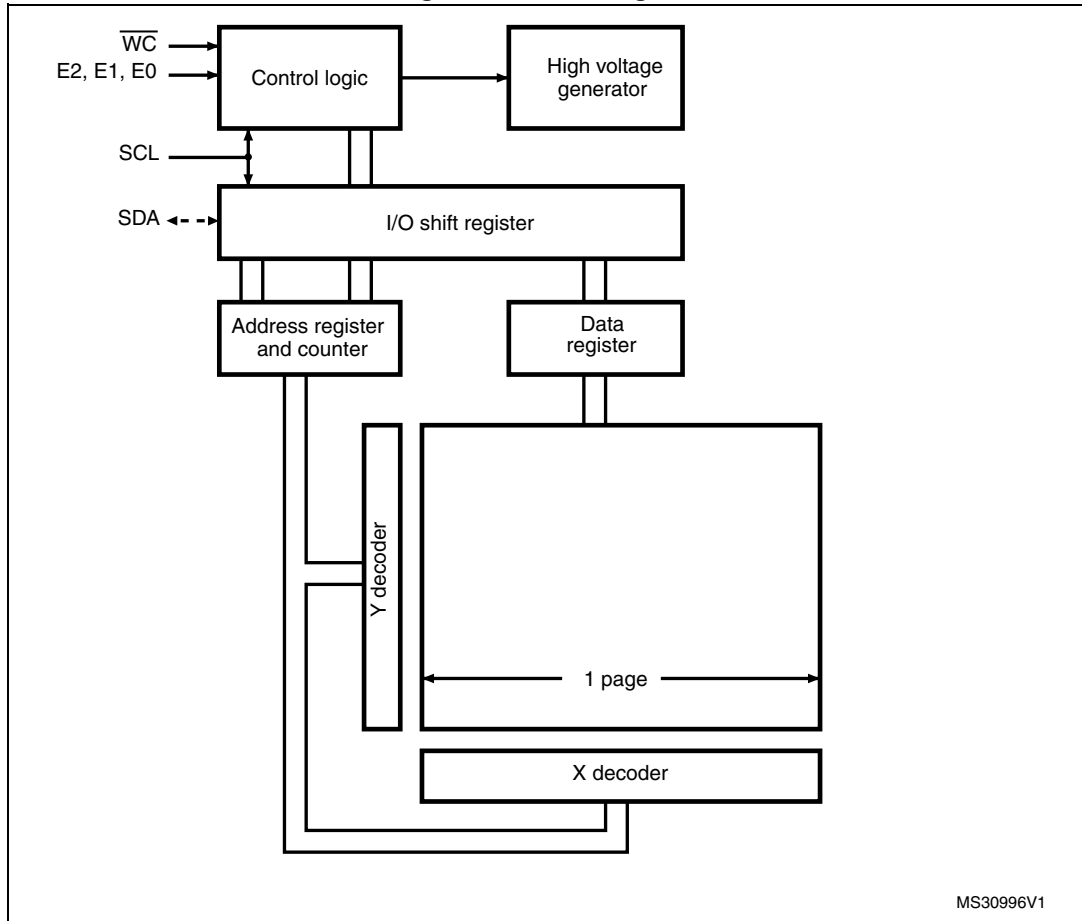 W̅C̅
E2, E1, E0
Control logic
High voltage
generator
SCL
SDA
I/O shift register
Address register
and counter
Data
register
Y decoder
1 page
X decoder
MS30996V1